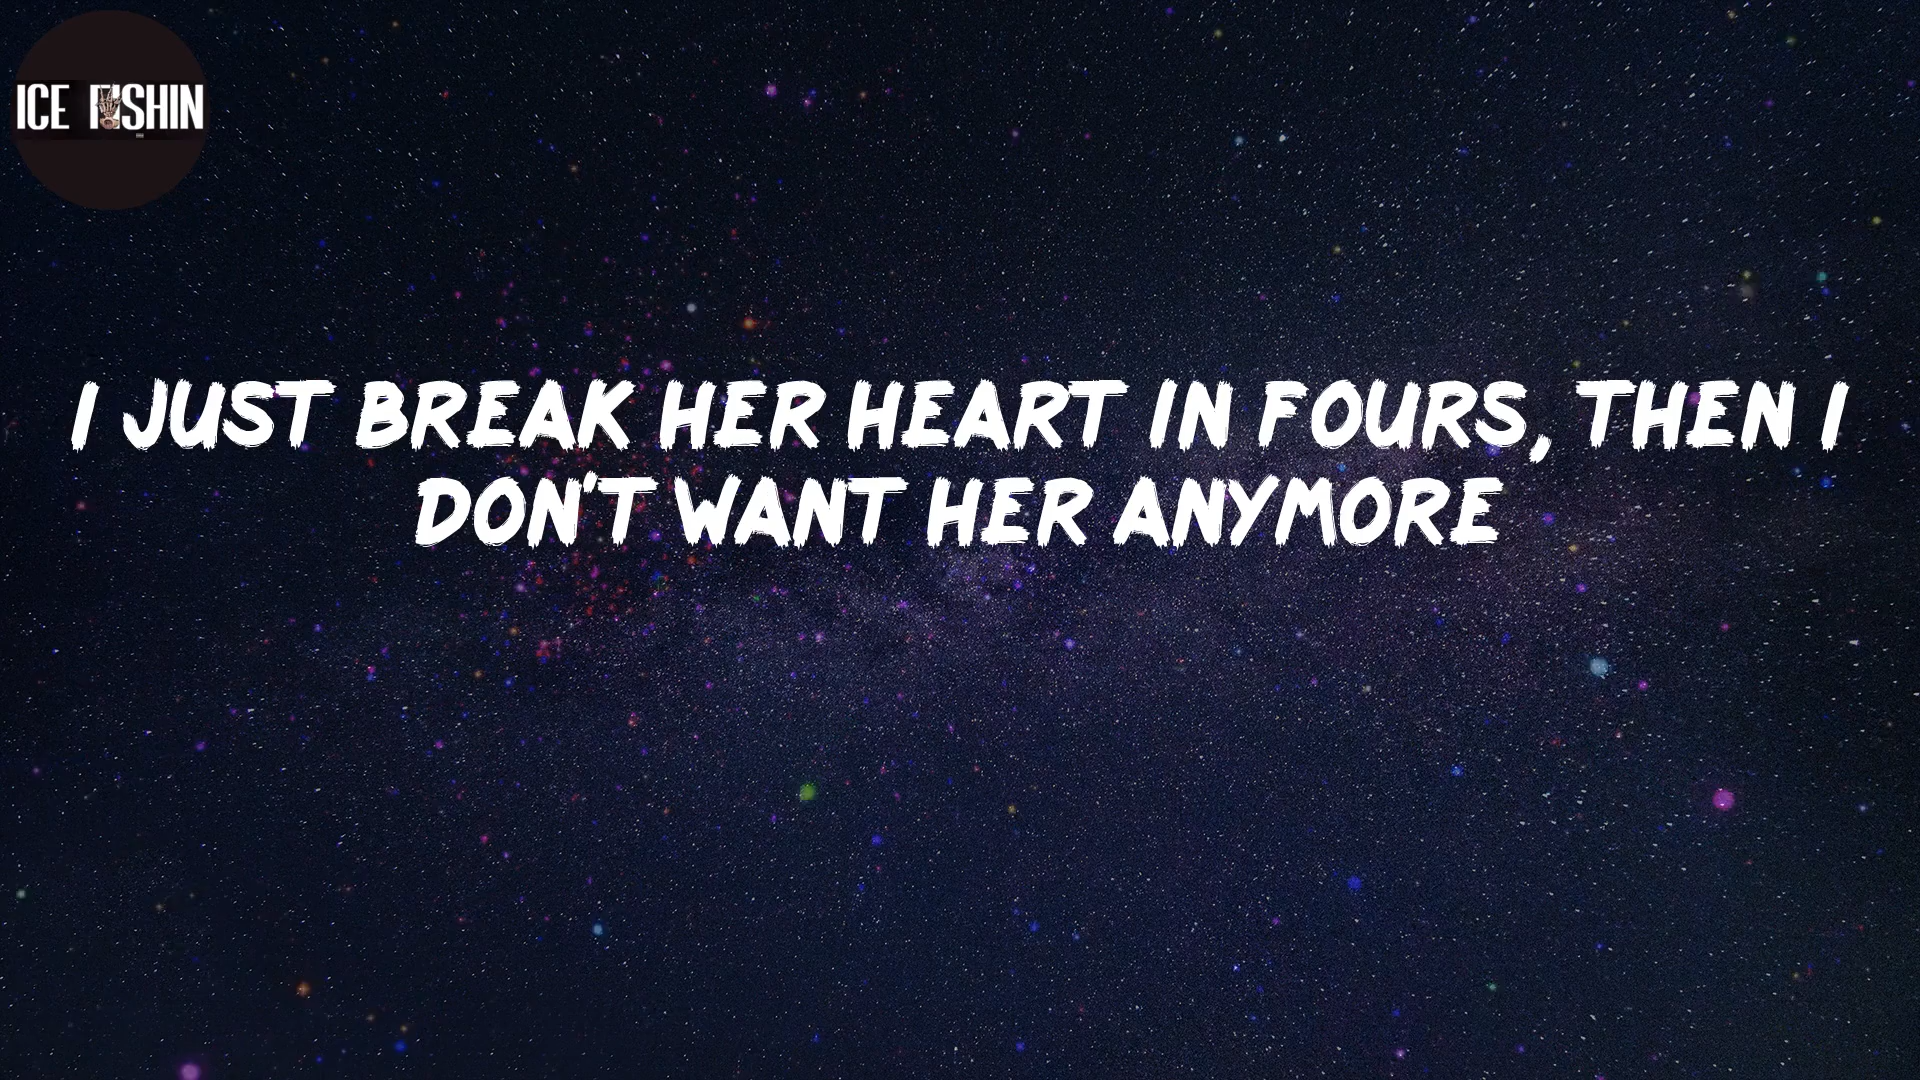 ICE FISHIN
I JUST BREAK HER HEART IN FOURS, THEN I
DON'T WANT HER ANYMORE